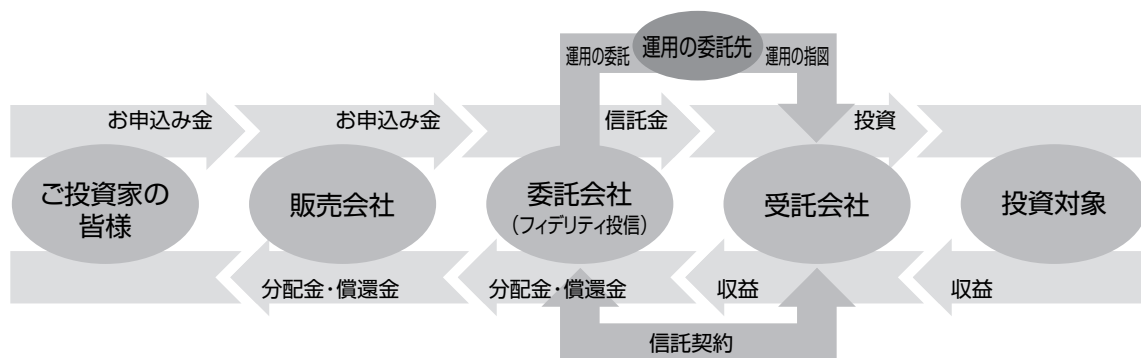 運用の委託
運用の委託先
運用の指図
お申込み金
お申込み金
信託金
投資
ご投資家の
皆様
販売会社
委託会社
(フィデリティ投信)
受託会社
投資対象
分配金・償還金
分配金・償還金
収益
収益
信託契約